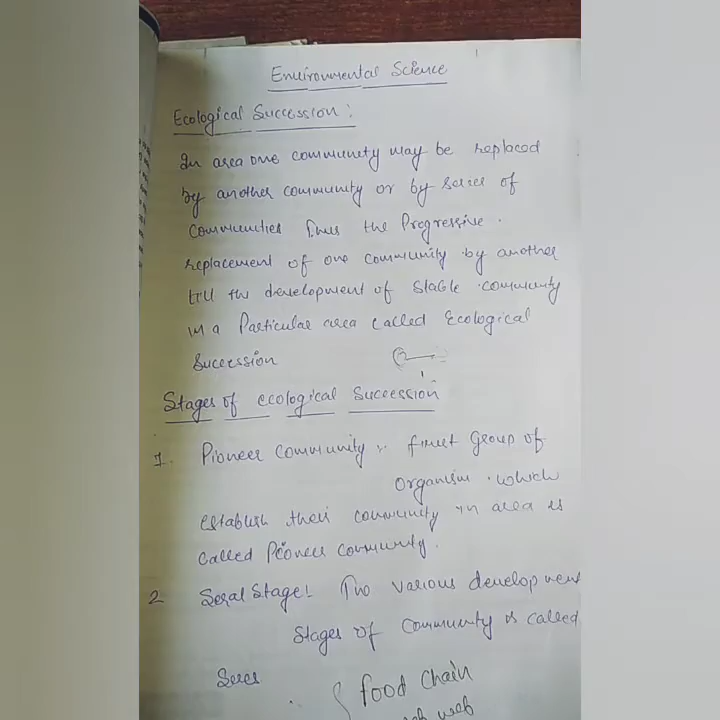 Environmental Science
Ecological Succession :
In area one community may be replaced
by another community or by series of
communities Thus the Progressive.
replacement of one community by another
till the development of Stable community
in a Particular area called Ecological
Succession
Stages of ecological Succession
1. Pioneer community : first group of
Organism which
establish their community in area is
called Pioneer community.
2 Seral Stage! The various development
Stages of Community is called
Seres
food chain
web